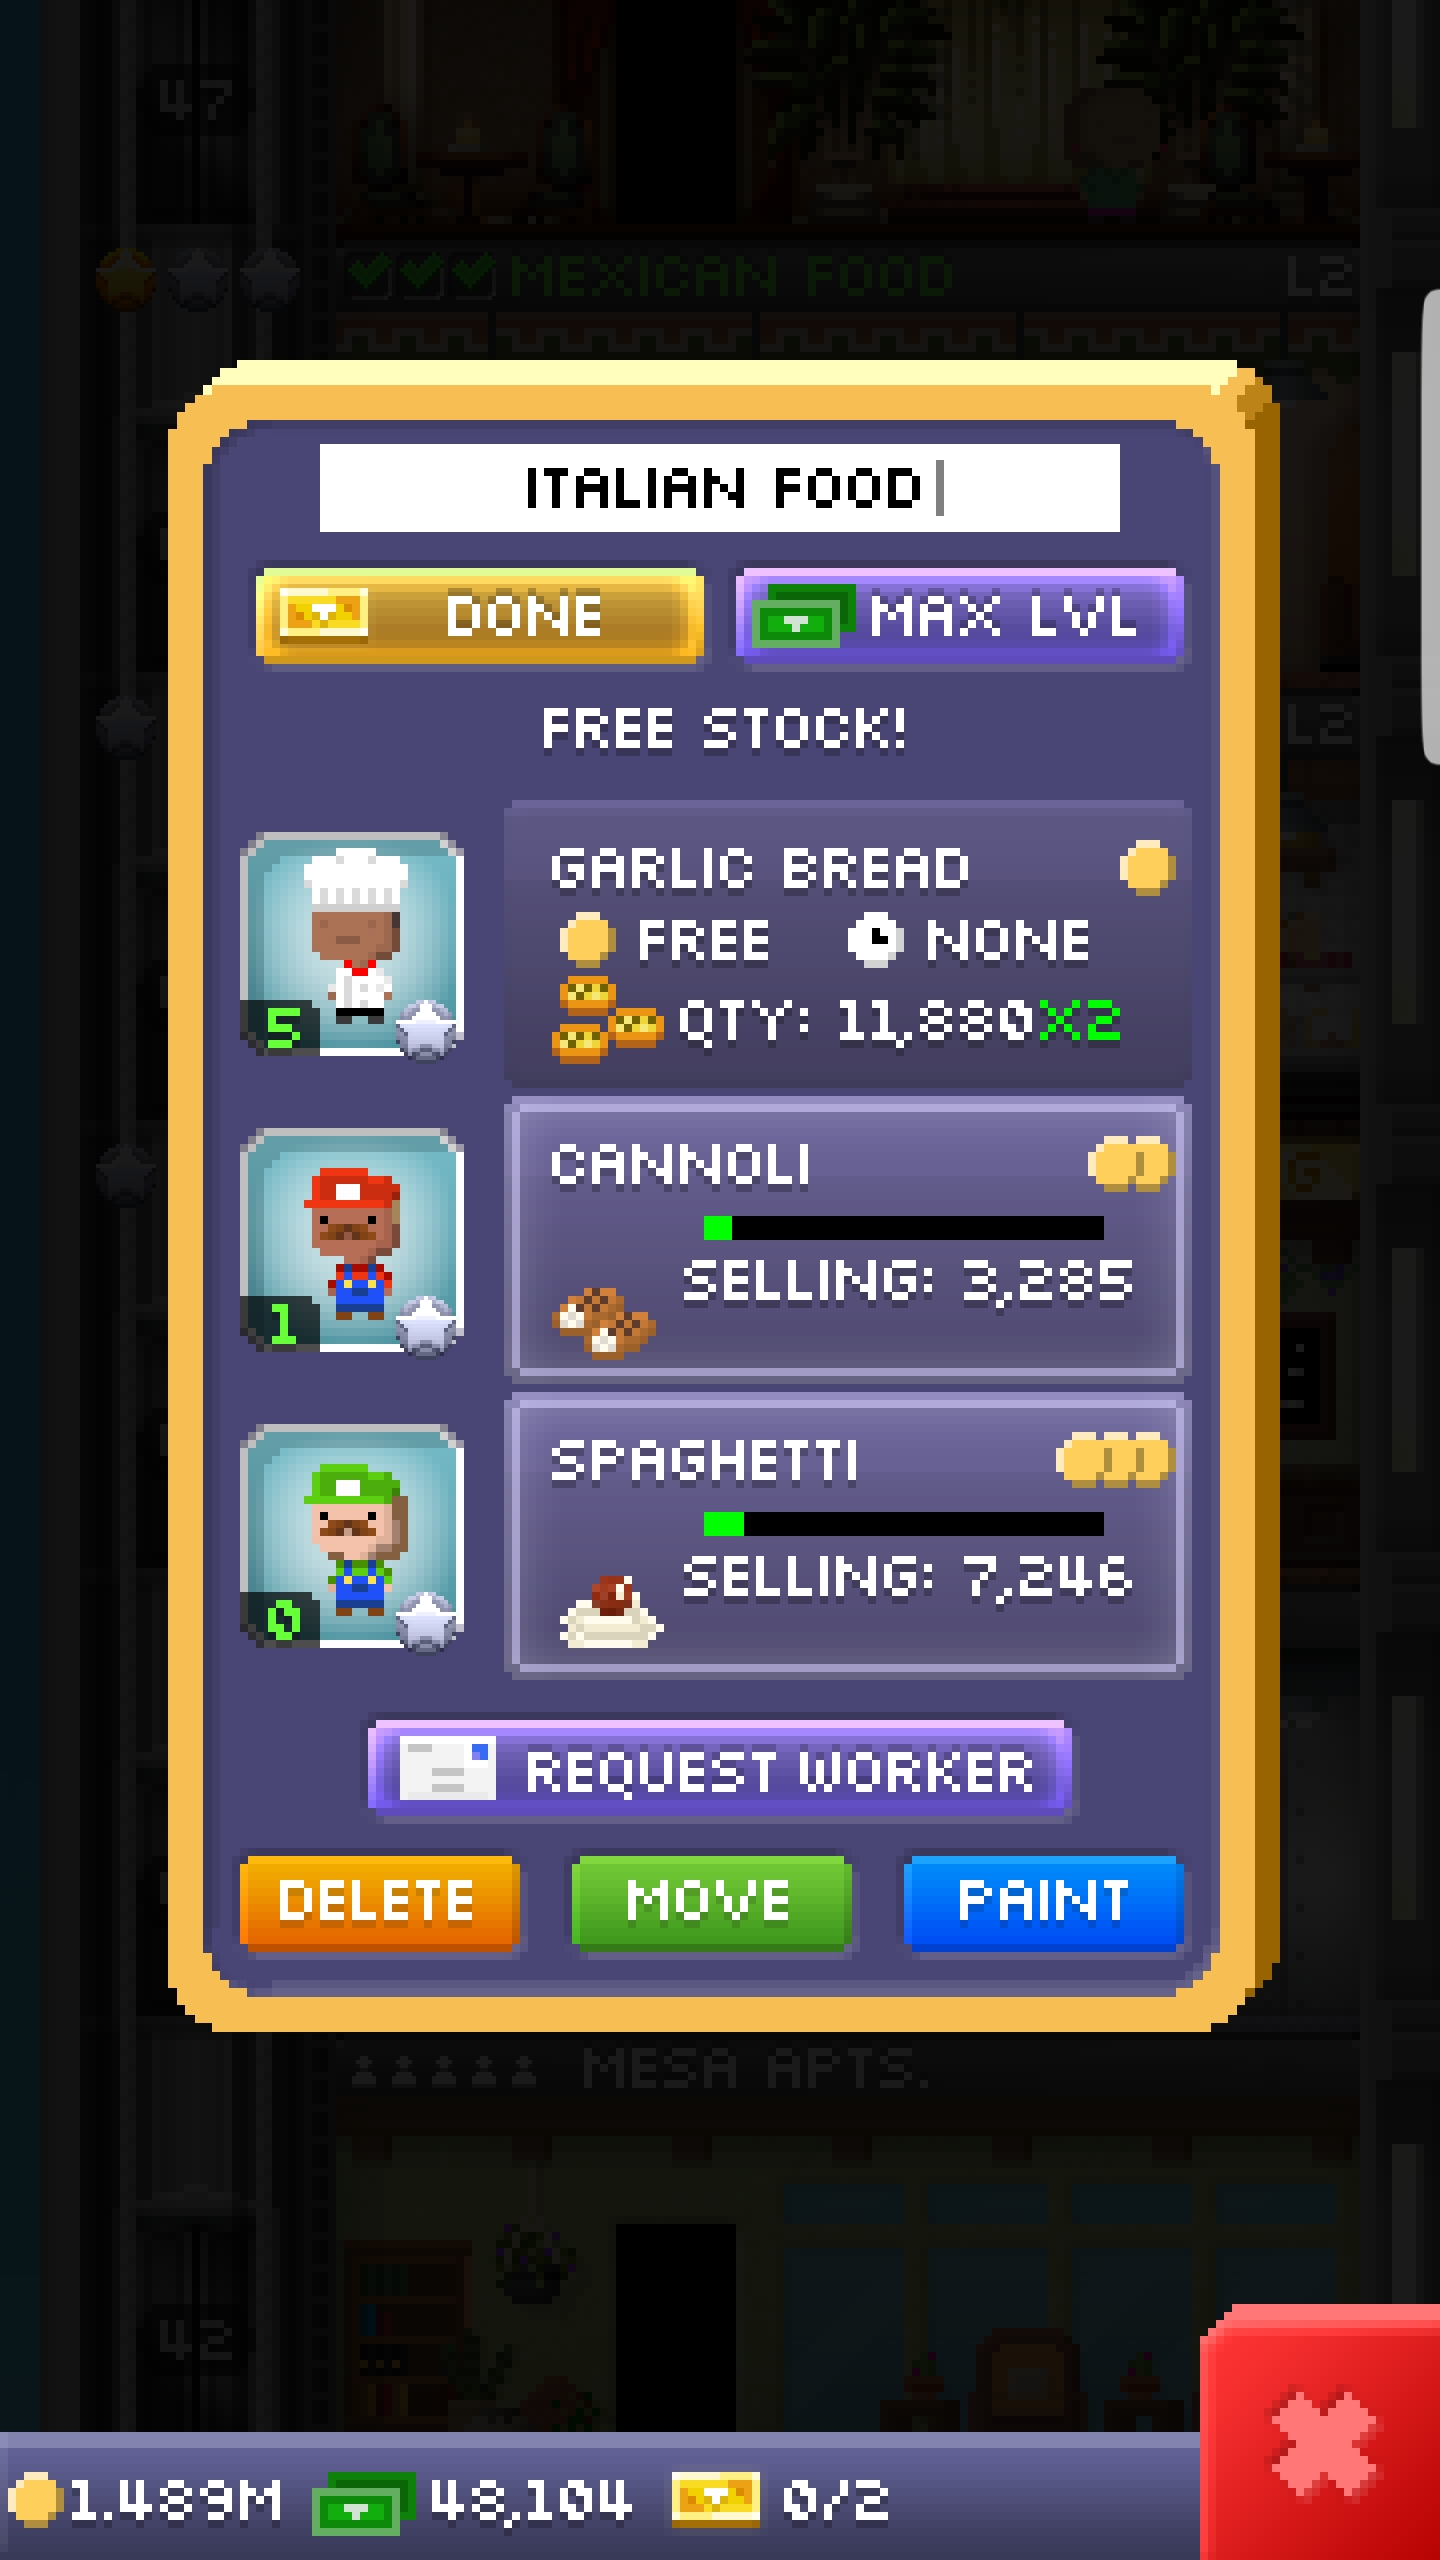 47
MEXICAN FOOD L2
ITALIAN FOOD
DONE MAX LVL
FREE STOCK!
L2
GARLIC BREAD
FREE NONE
5 QTY: 11,880X2
CANNOLI
G
SELLING: 3,285
1
SPAGHETTI
SELLING: 7,246
0
REQUEST WORKER
DELETE MOVE PAINT
MESA APTS.
42
1.489M 48,104 0/2